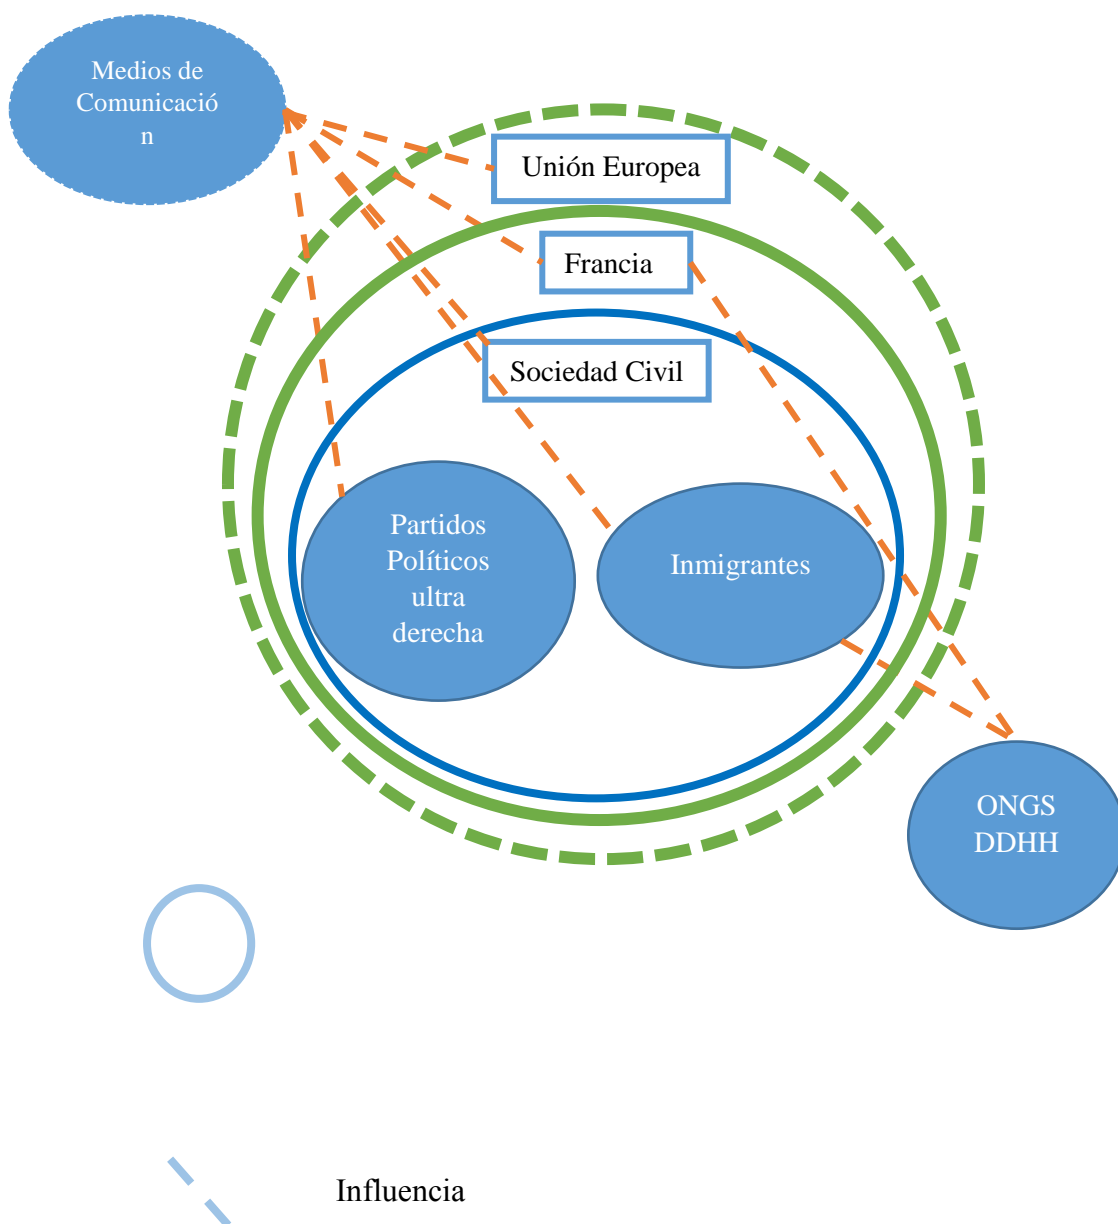 Medios de
Comunicació
n
Unión Europea
Francia
Sociedad Civil
Partidos
Políticos
ultra
derecha
Inmigrantes
ONGS
DDHH
Influencia